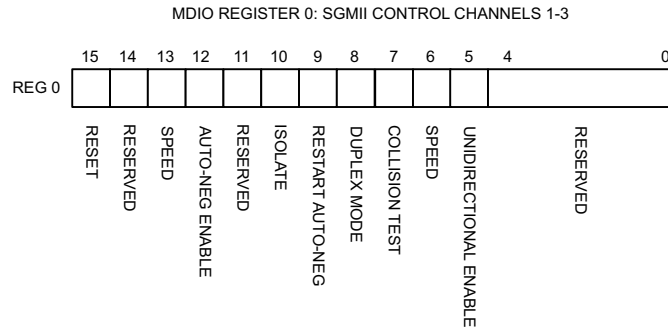 MDIO REGISTER 0: SGMII CONTROL CHANNELS 1-3
15 14 13 12 11 10 9 8 7 6 5 4 0
REG 0
RESET
RESERVED
SPEED
AUTO-NEG ENABLE
RESERVED
ISOLATE
RESTART AUTO-NEG
DUPLEX MODE
COLLISION TEST
SPEED
UNIDIRECTIONAL ENABLE
RESERVED